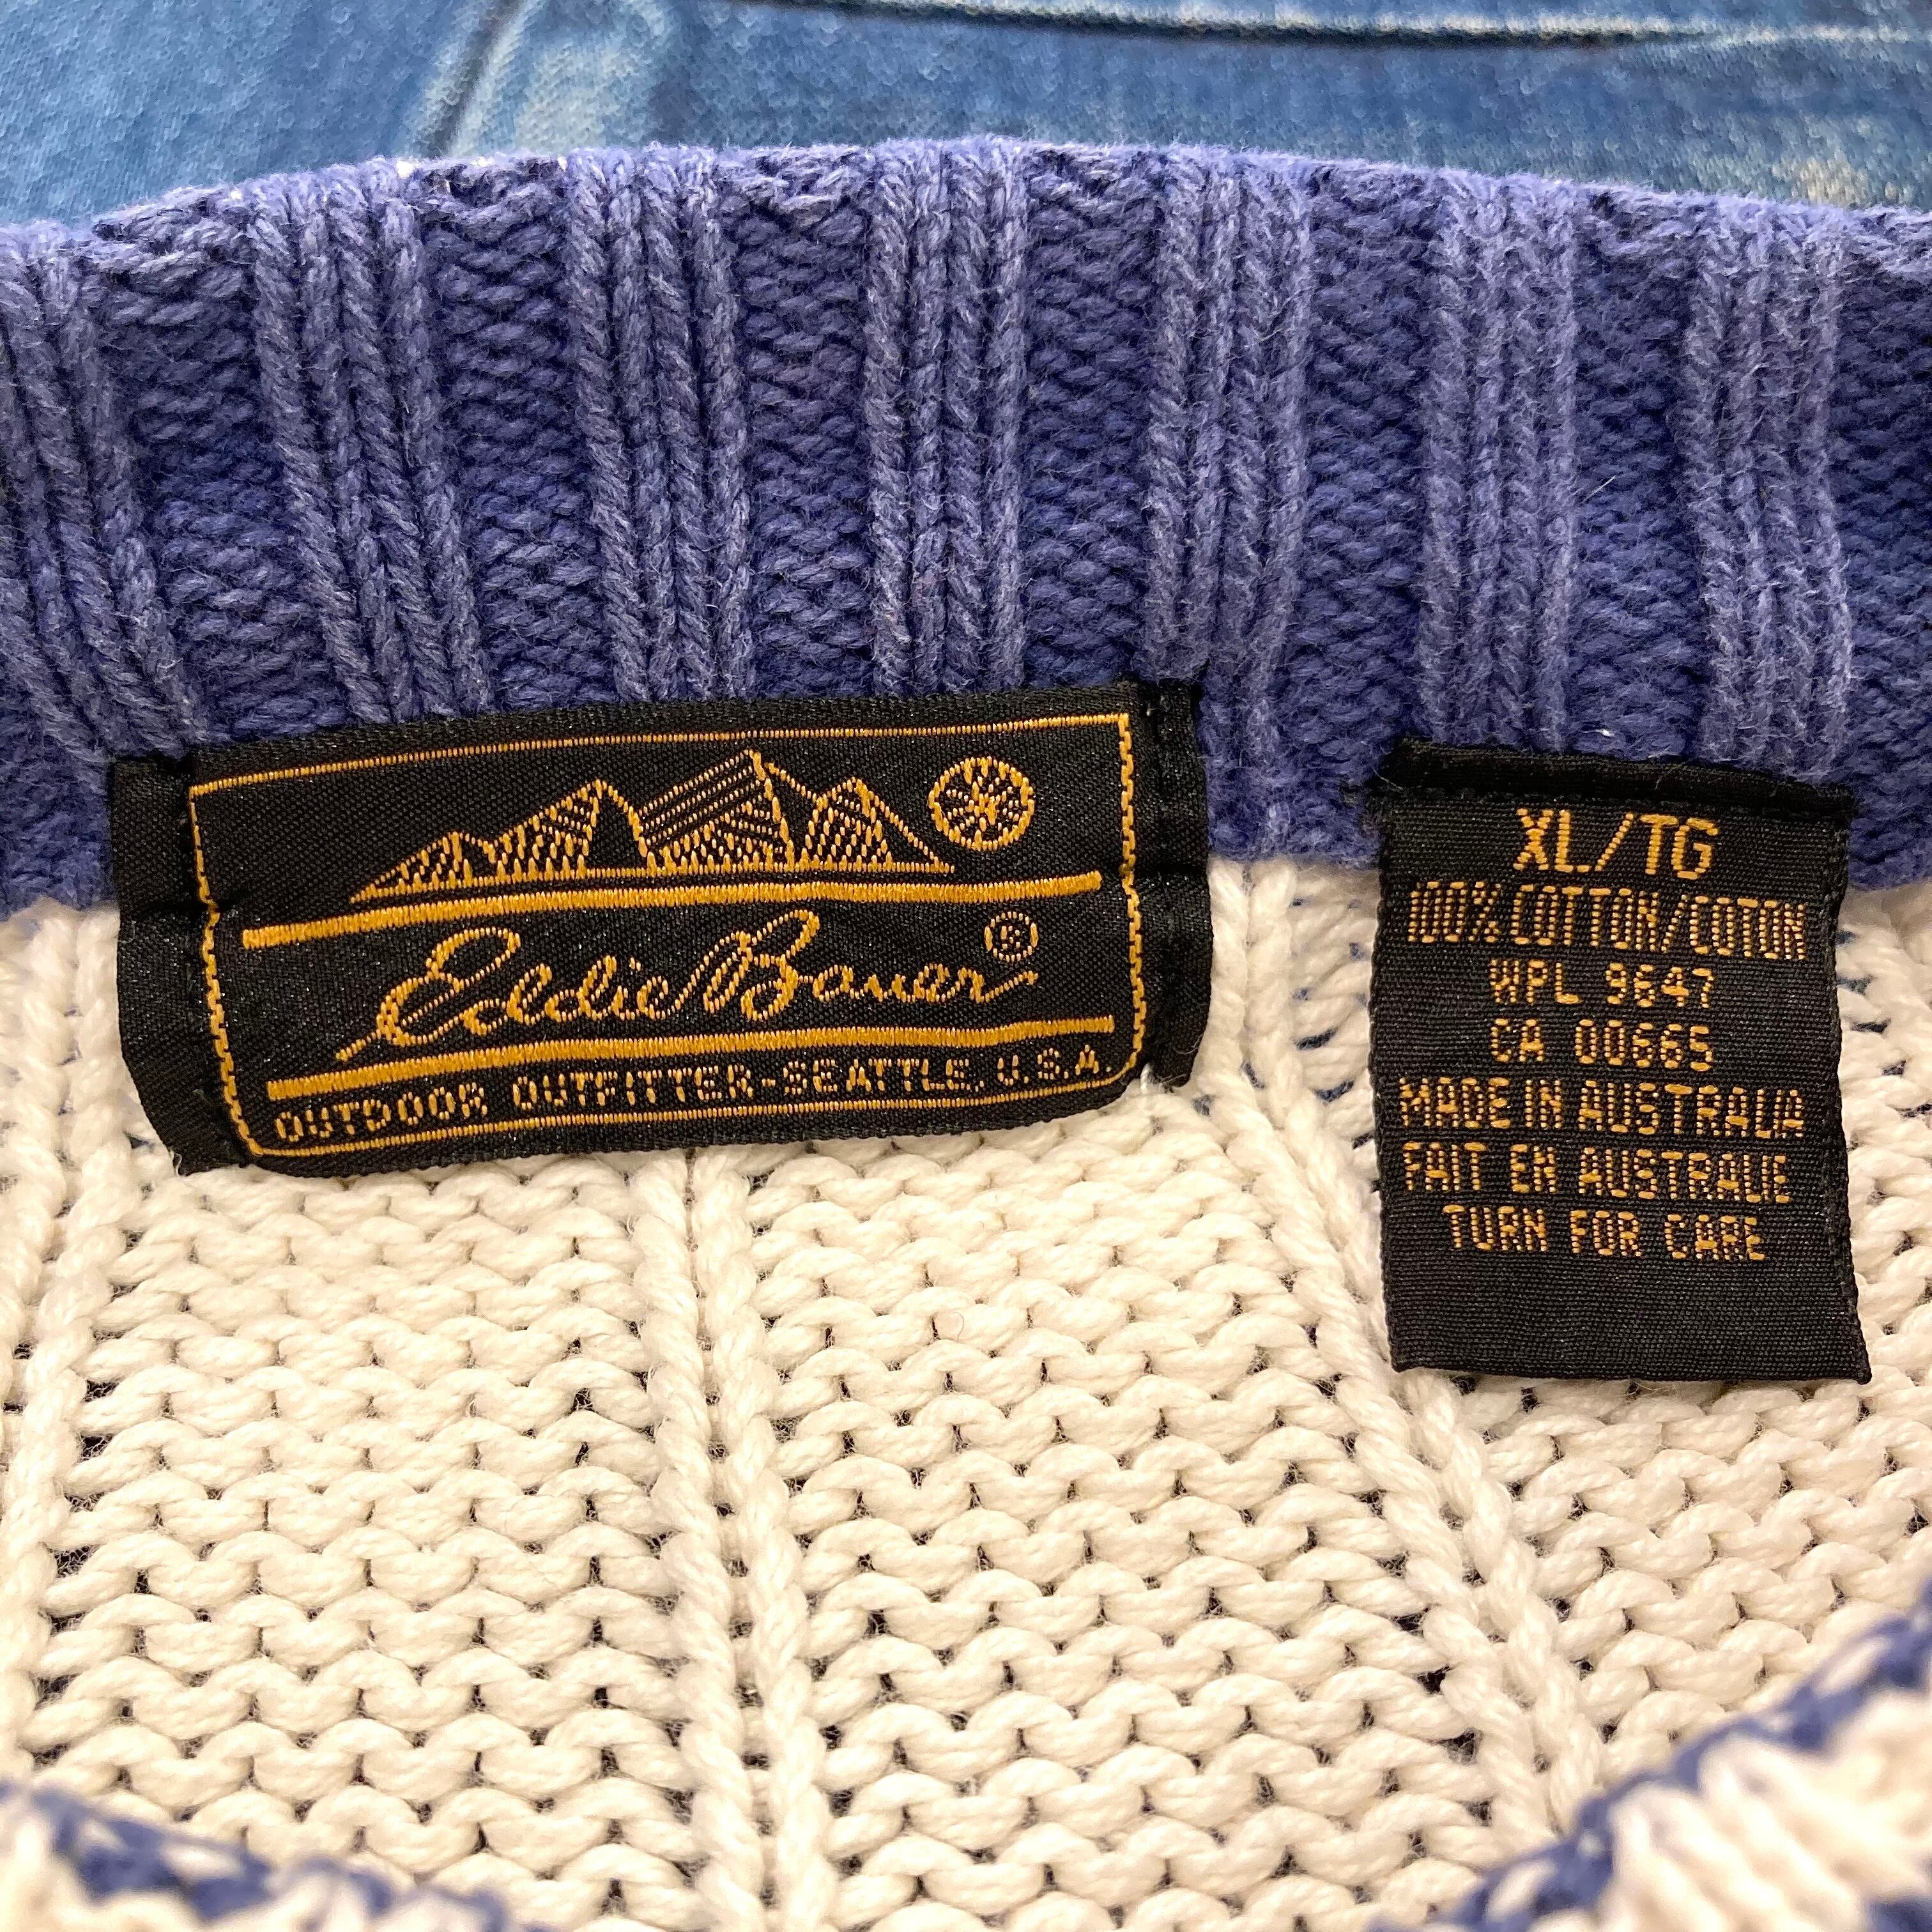 Eddie Bauer®
OUTDOOR OUTFITTER-SEATTLE, U.S.A.
XL/TG
100% COTTON/COTON
WPL 9647
CA 00665
MADE IN AUSTRALIA
FAIT EN AUSTRALIE
TURN FOR CARE